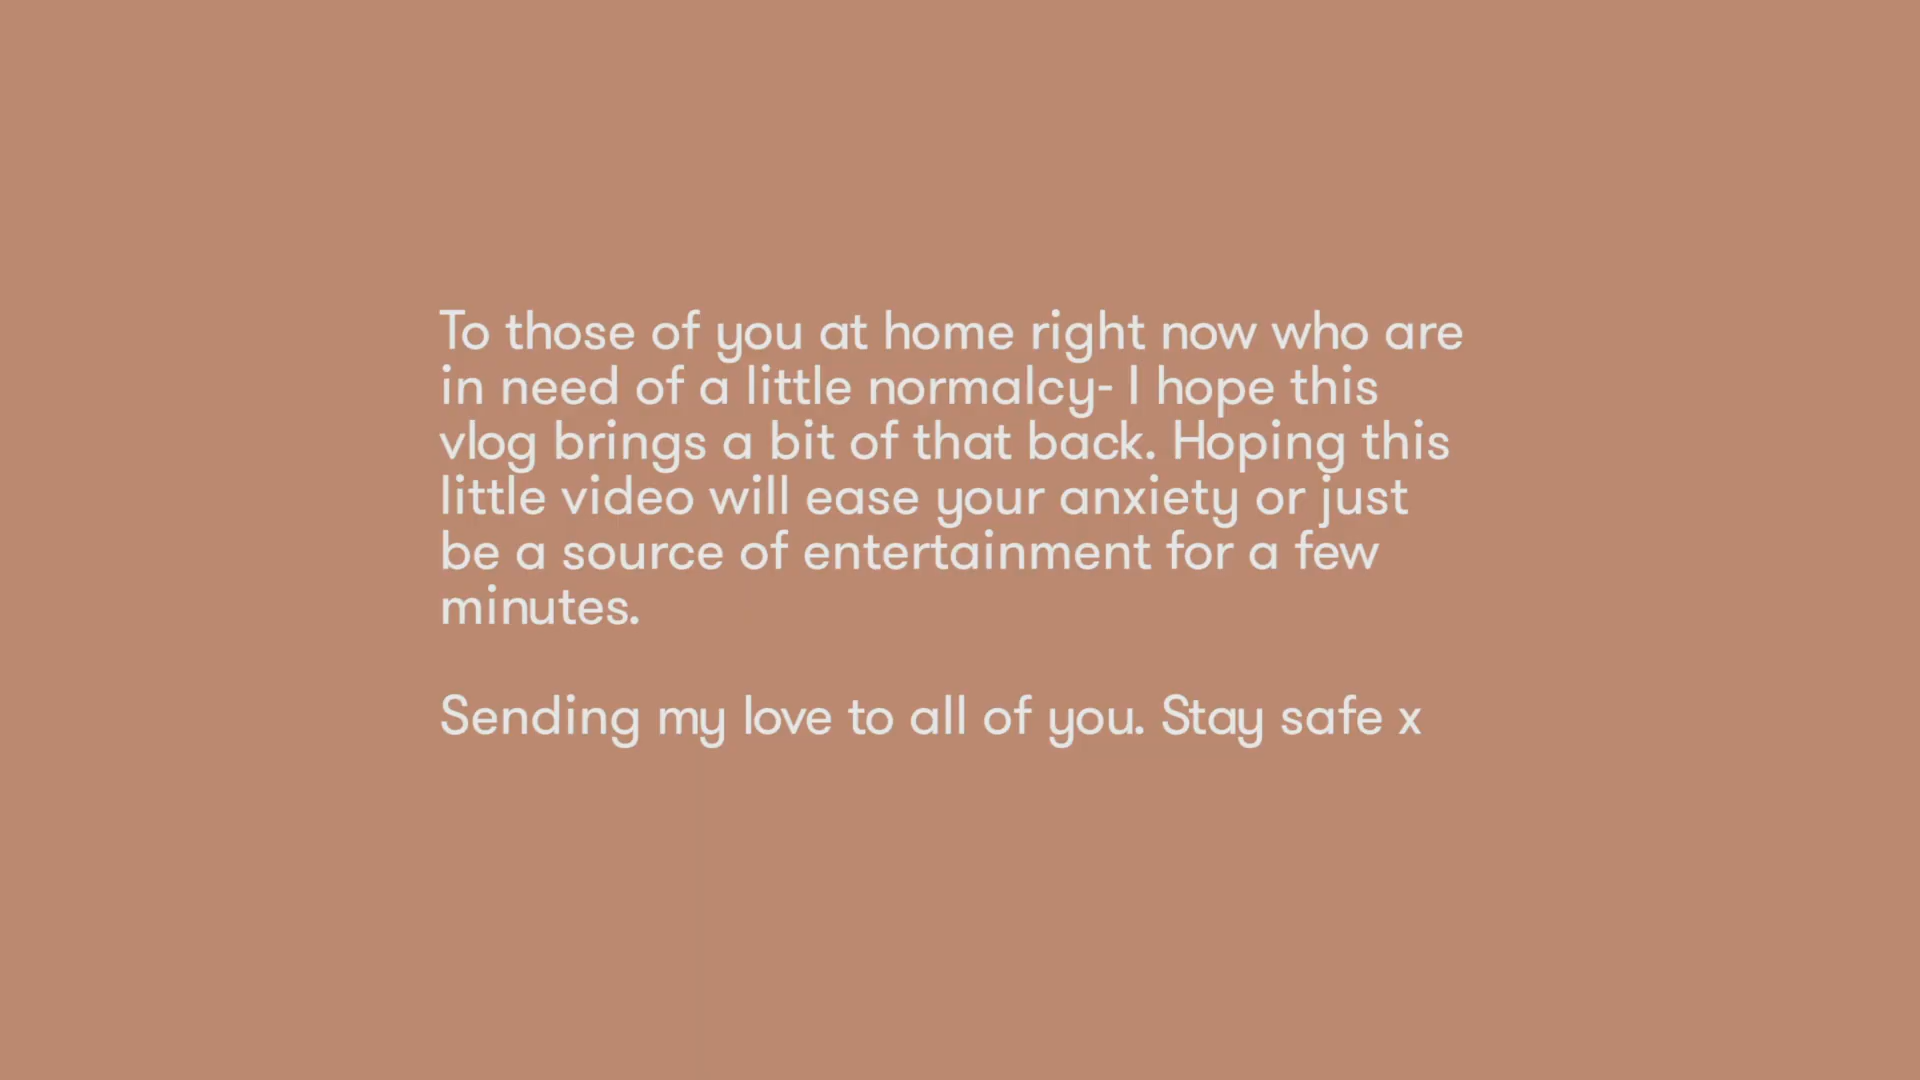 To those of you at home right now who are
in need of a little normalcy- I hope this
vlog brings a bit of that back. Hoping this
little video will ease your anxiety or just
be a source of entertainment for a few
minutes.
Sending my love to all of you. Stay safe x